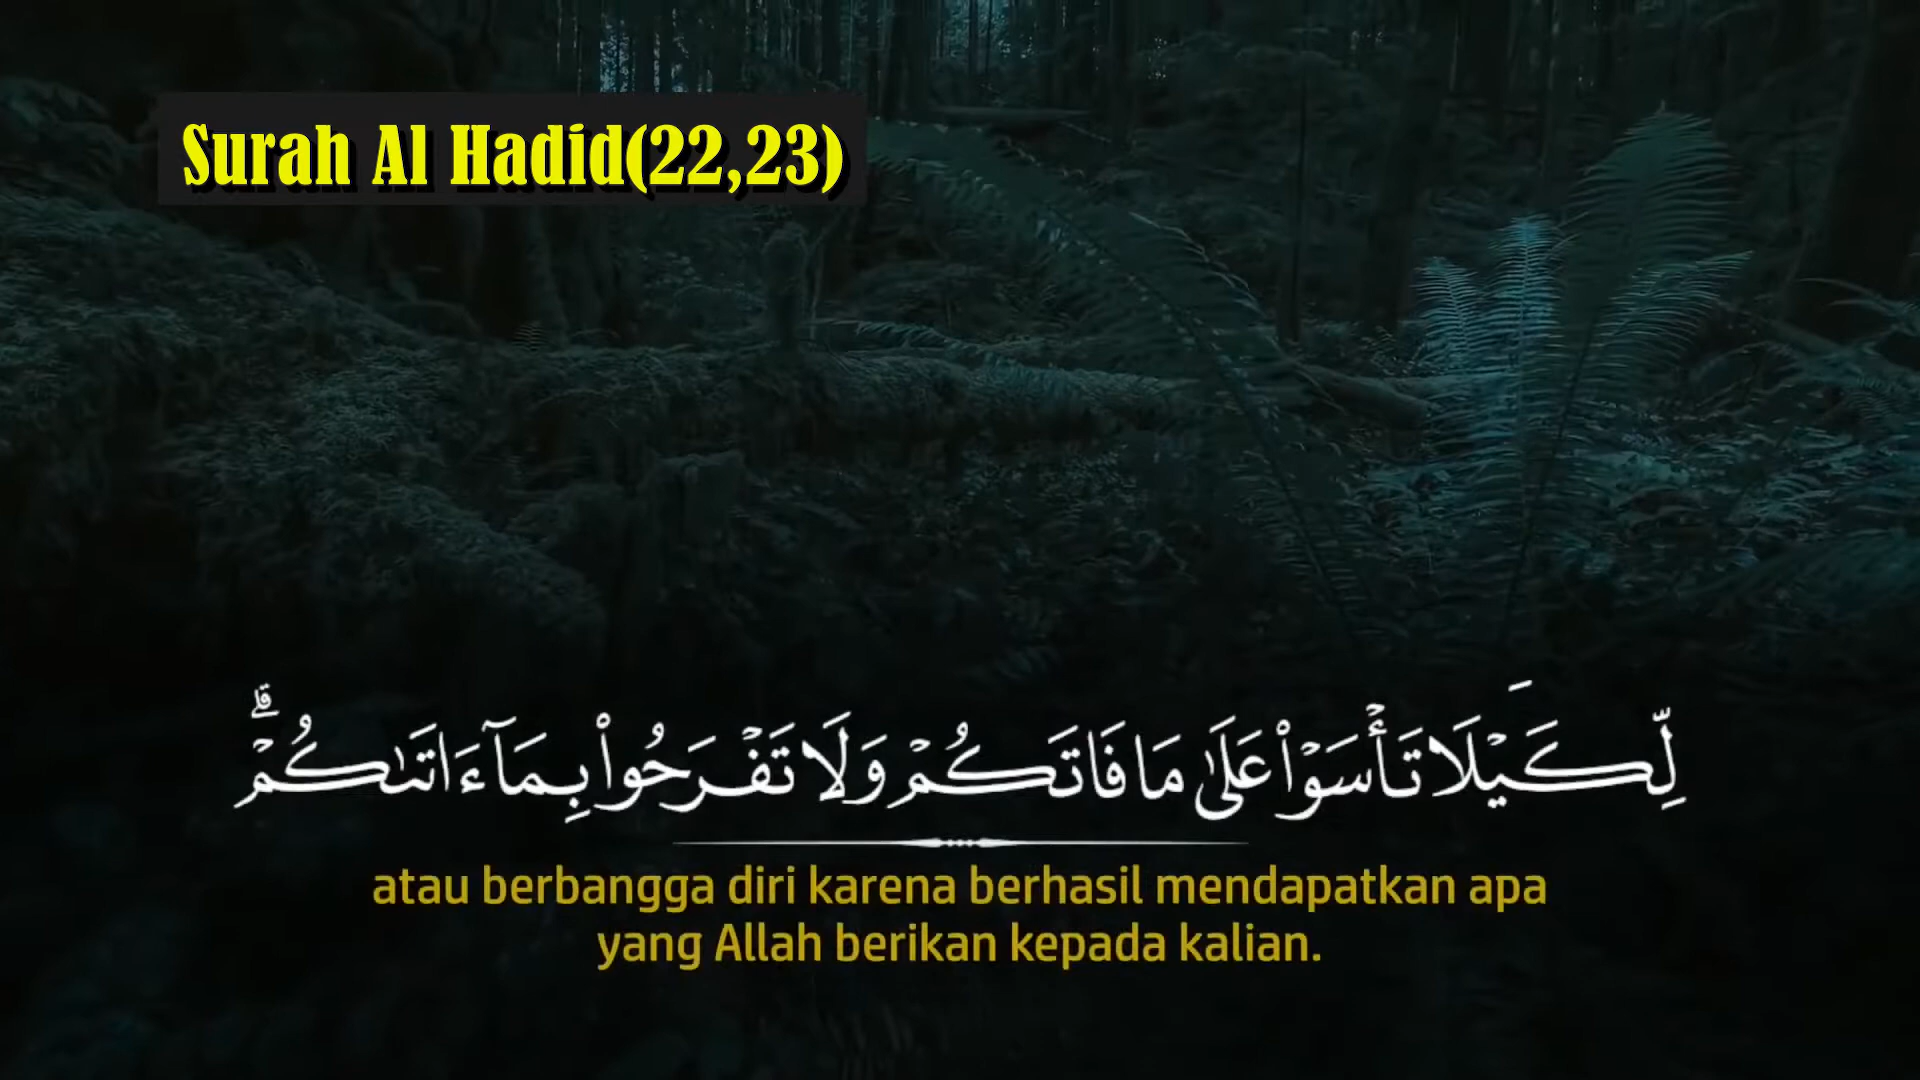 Surah Al Hadid(22,23)
لِّكَيْلَا تَأْسَوْا۟ عَلَىٰ مَا فَاتَكُمْ وَلَا تَفْرَحُوا۟ بِمَآ ءَاتَىٰكُمْ ۗ
atau berbangga diri karena berhasil mendapatkan apa
yang Allah berikan kepada kalian.